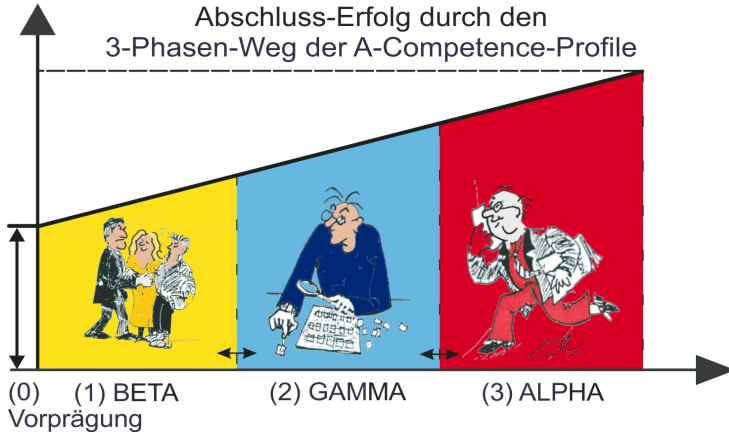 Abschluss-Erfolg durch den
3-Phasen-Weg der A-Competence-Profile
(0) (1) BETA (2) GAMMA (3) ALPHA
Vorprägung